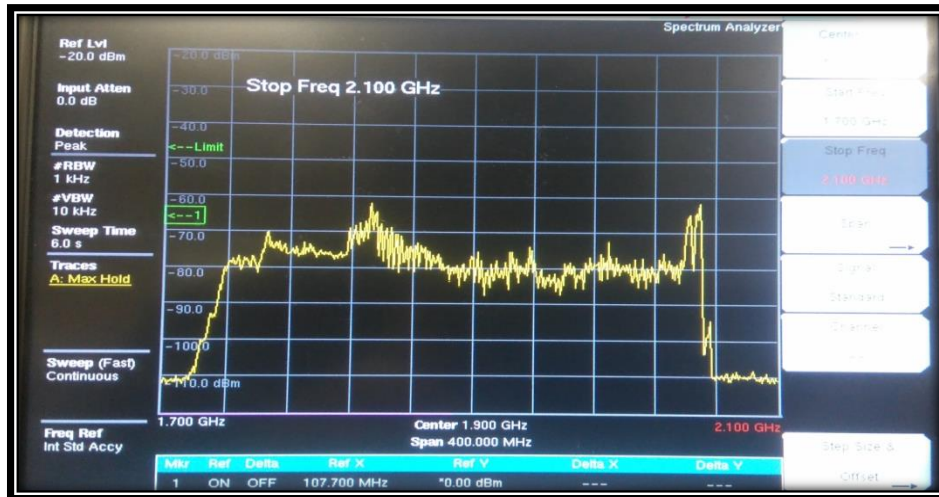 Spectrum Analyzer
Ref Lvl
-20.0 dBm
Input Atten
0.0 dB
Detection
Peak
#RBW
1 kHz
#VBW
10 kHz
Sweep Time
6.0 s
Traces
A: Max Hold
Sweep (Fast)
Continuous
Freq Ref
Int Std Accy
-20.0 dBm
Stop Freq 2.100 GHz
-30.0
-40.0
<--Limit
-50.0
-60.0
<--1
-70.0
-80.0
-90.0
-100.0
-110.0 dBm
1.700 GHz
Center 1.900 GHz
2.100 GHz
Span 400.000 MHz
Mkr Ref Delta Ref X Ref Y Delta X Delta Y
1 ON OFF 107.700 MHz *0.00 dBm --- ---
Center
Start Freq
1.700 GHz
Stop Freq
2.100 GHz
Span
Signal
Standard
Channel
--
Step Size &
Offset